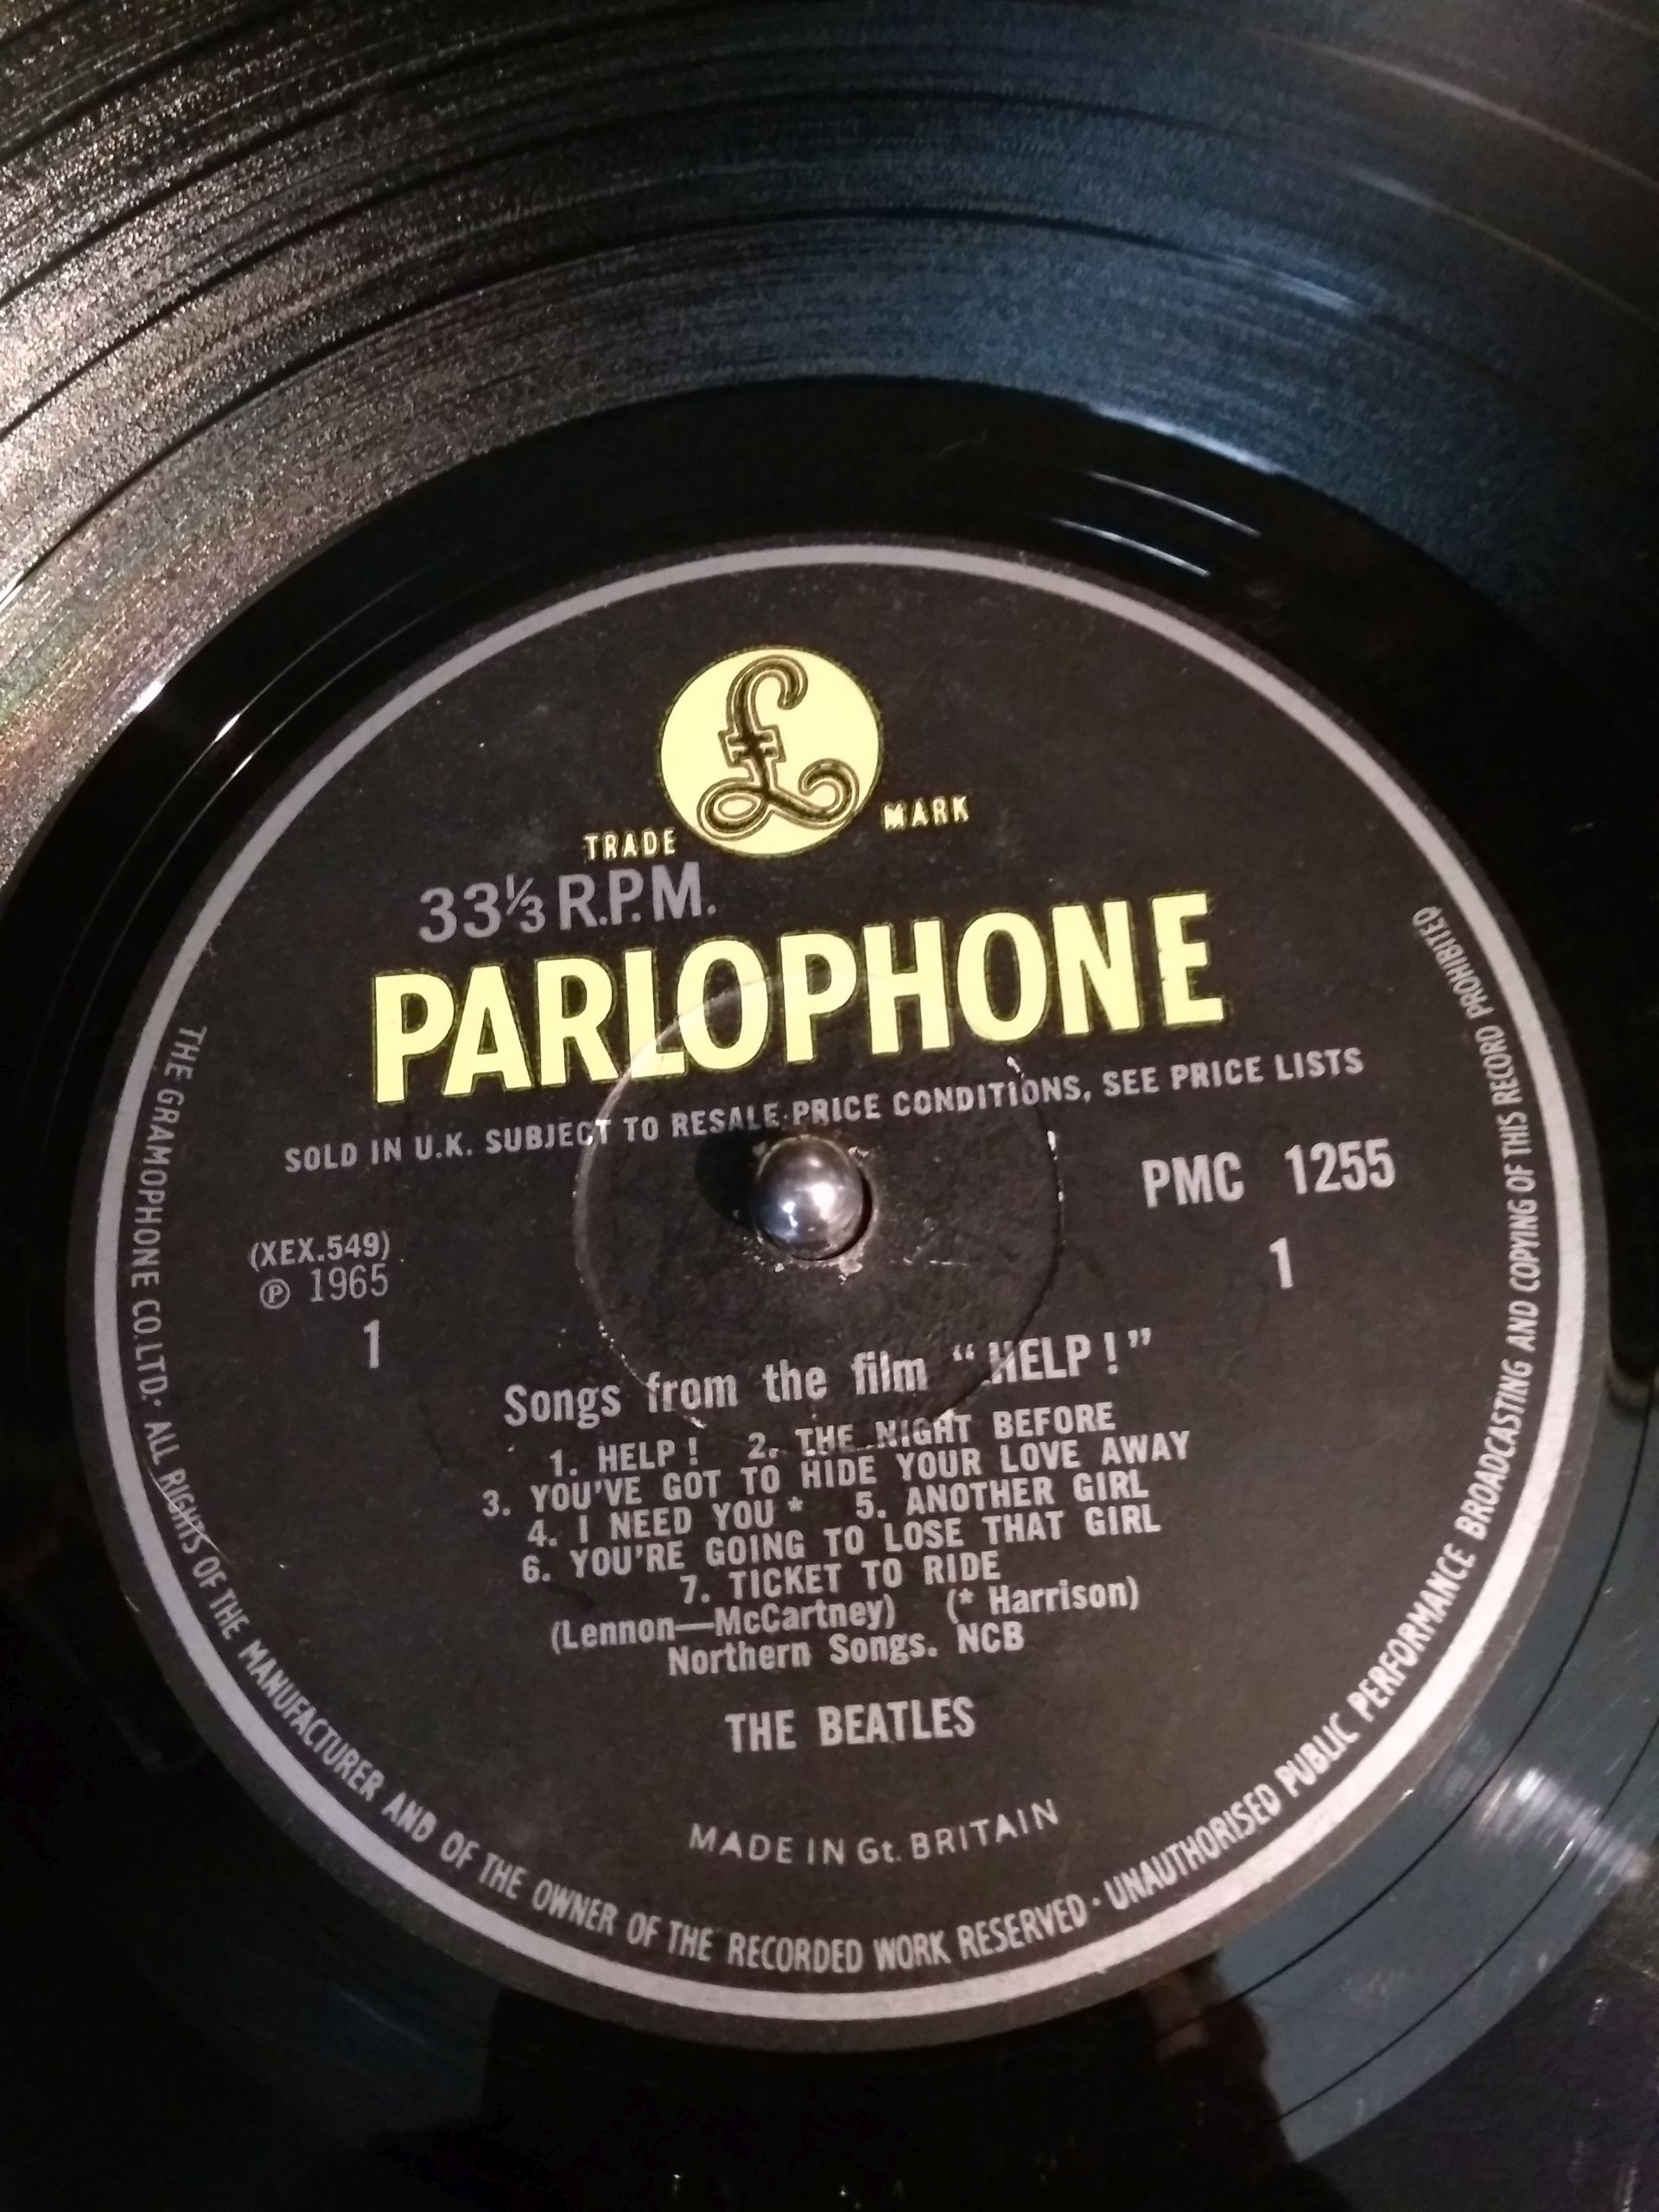 £
TRADE MARK
33⅓ R.P.M.
PARLOPHONE
SOLD IN U.K. SUBJECT TO RESALE PRICE CONDITIONS, SEE PRICE LISTS
PMC 1255
1
(XEX.549)
℗ 1965
1
Songs from the film “HELP!”
1. HELP! 2. THE NIGHT BEFORE
3. YOU'VE GOT TO HIDE YOUR LOVE AWAY
4. I NEED YOU * 5. ANOTHER GIRL
6. YOU'RE GOING TO LOSE THAT GIRL
7. TICKET TO RIDE
(Lennon—McCartney) (* Harrison)
Northern Songs. NCB
THE BEATLES
MADE IN Gt. BRITAIN
THE GRAMOPHONE CO. LTD. · ALL RIGHTS OF THE MANUFACTURER AND OF THE OWNER OF THE RECORDED WORK RESERVED · UNAUTHORISED PUBLIC PERFORMANCE BROADCASTING AND COPYING OF THIS RECORD PROHIBITED